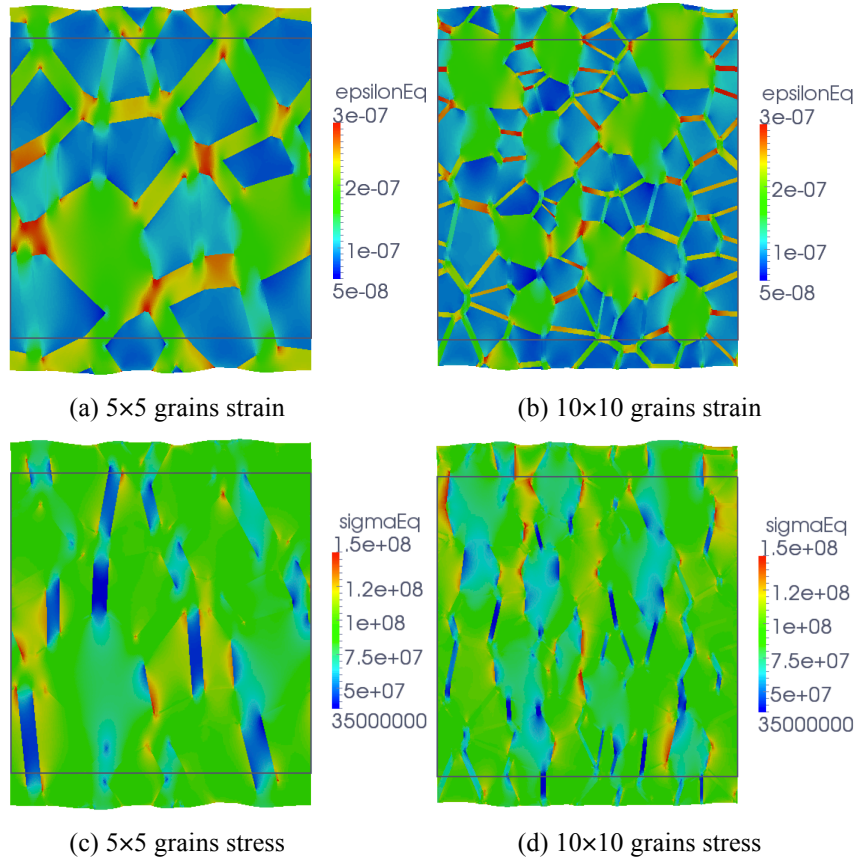 epsilonEq
3e-07
2e-07
1e-07
5e-08
epsilonEq
3e-07
2e-07
1e-07
5e-08
(a) 5×5 grains strain
(b) 10×10 grains strain
sigmaEq
1.5e+08
1.2e+08
1e+08
7.5e+07
5e+07
35000000
sigmaEq
1.5e+08
1.2e+08
1e+08
7.5e+07
5e+07
35000000
(c) 5×5 grains stress
(d) 10×10 grains stress